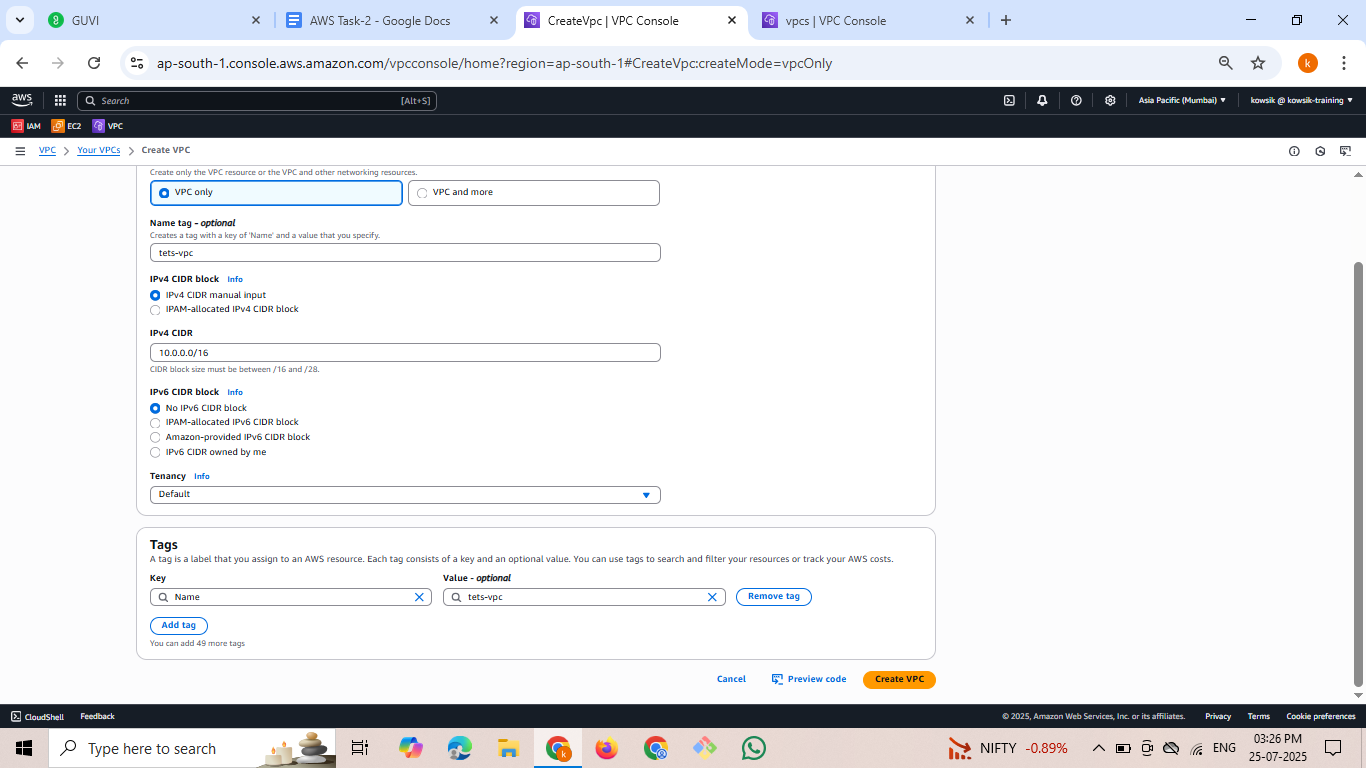 GUVI
AWS Task-2 - Google Docs
CreateVpc | VPC Console
vpcs | VPC Console
ap-south-1.console.aws.amazon.com/vpcconsole/home?region=ap-south-1#CreateVpc:createMode=vpcOnly
k
aws
Search
[Alt+S]
Asia Pacific (Mumbai)
kowsik @ kowsik-training
IAM
EC2
VPC
VPC
Your VPCs
Create VPC
Create only the VPC resource or the VPC and other networking resources.
VPC only
VPC and more
Name tag - optional
Creates a tag with a key of 'Name' and a value that you specify.
tets-vpc
IPv4 CIDR block Info
IPv4 CIDR manual input
IPAM-allocated IPv4 CIDR block
IPv4 CIDR
10.0.0.0/16
CIDR block size must be between /16 and /28.
IPv6 CIDR block Info
No IPv6 CIDR block
IPAM-allocated IPv6 CIDR block
Amazon-provided IPv6 CIDR block
IPv6 CIDR owned by me
Tenancy Info
Default
Tags
A tag is a label that you assign to an AWS resource. Each tag consists of a key and an optional value. You can use tags to search and filter your resources or track your AWS costs.
Key
Value - optional
Name
tets-vpc
Remove tag
Add tag
You can add 49 more tags
Cancel
Preview code
Create VPC
CloudShell
Feedback
© 2025, Amazon Web Services, Inc. or its affiliates.
Privacy
Terms
Cookie preferences
Type here to search
k
NIFTY -0.89%
ENG
03:26 PM
25-07-2025